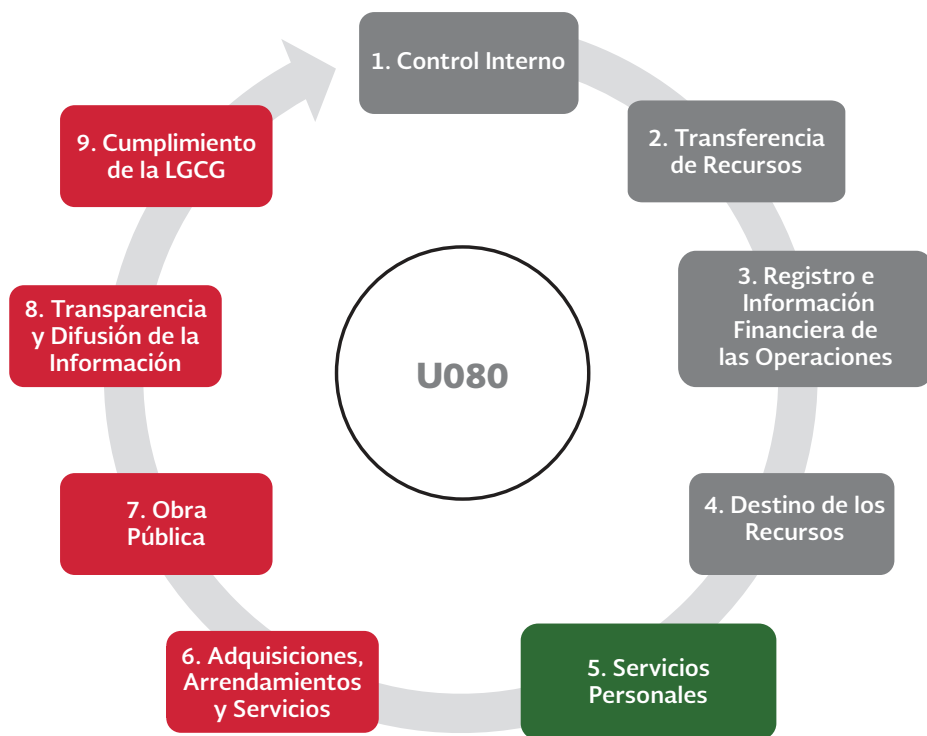 1. Control Interno
2. Transferencia
de Recursos
3. Registro e
Información
Financiera de
las Operaciones
4. Destino de los
Recursos
5. Servicios
Personales
6. Adquisiciones,
Arrendamientos
y Servicios
7. Obra
Pública
8. Transparencia
y Difusión de la
Información
9. Cumplimiento
de la LGCG
U080